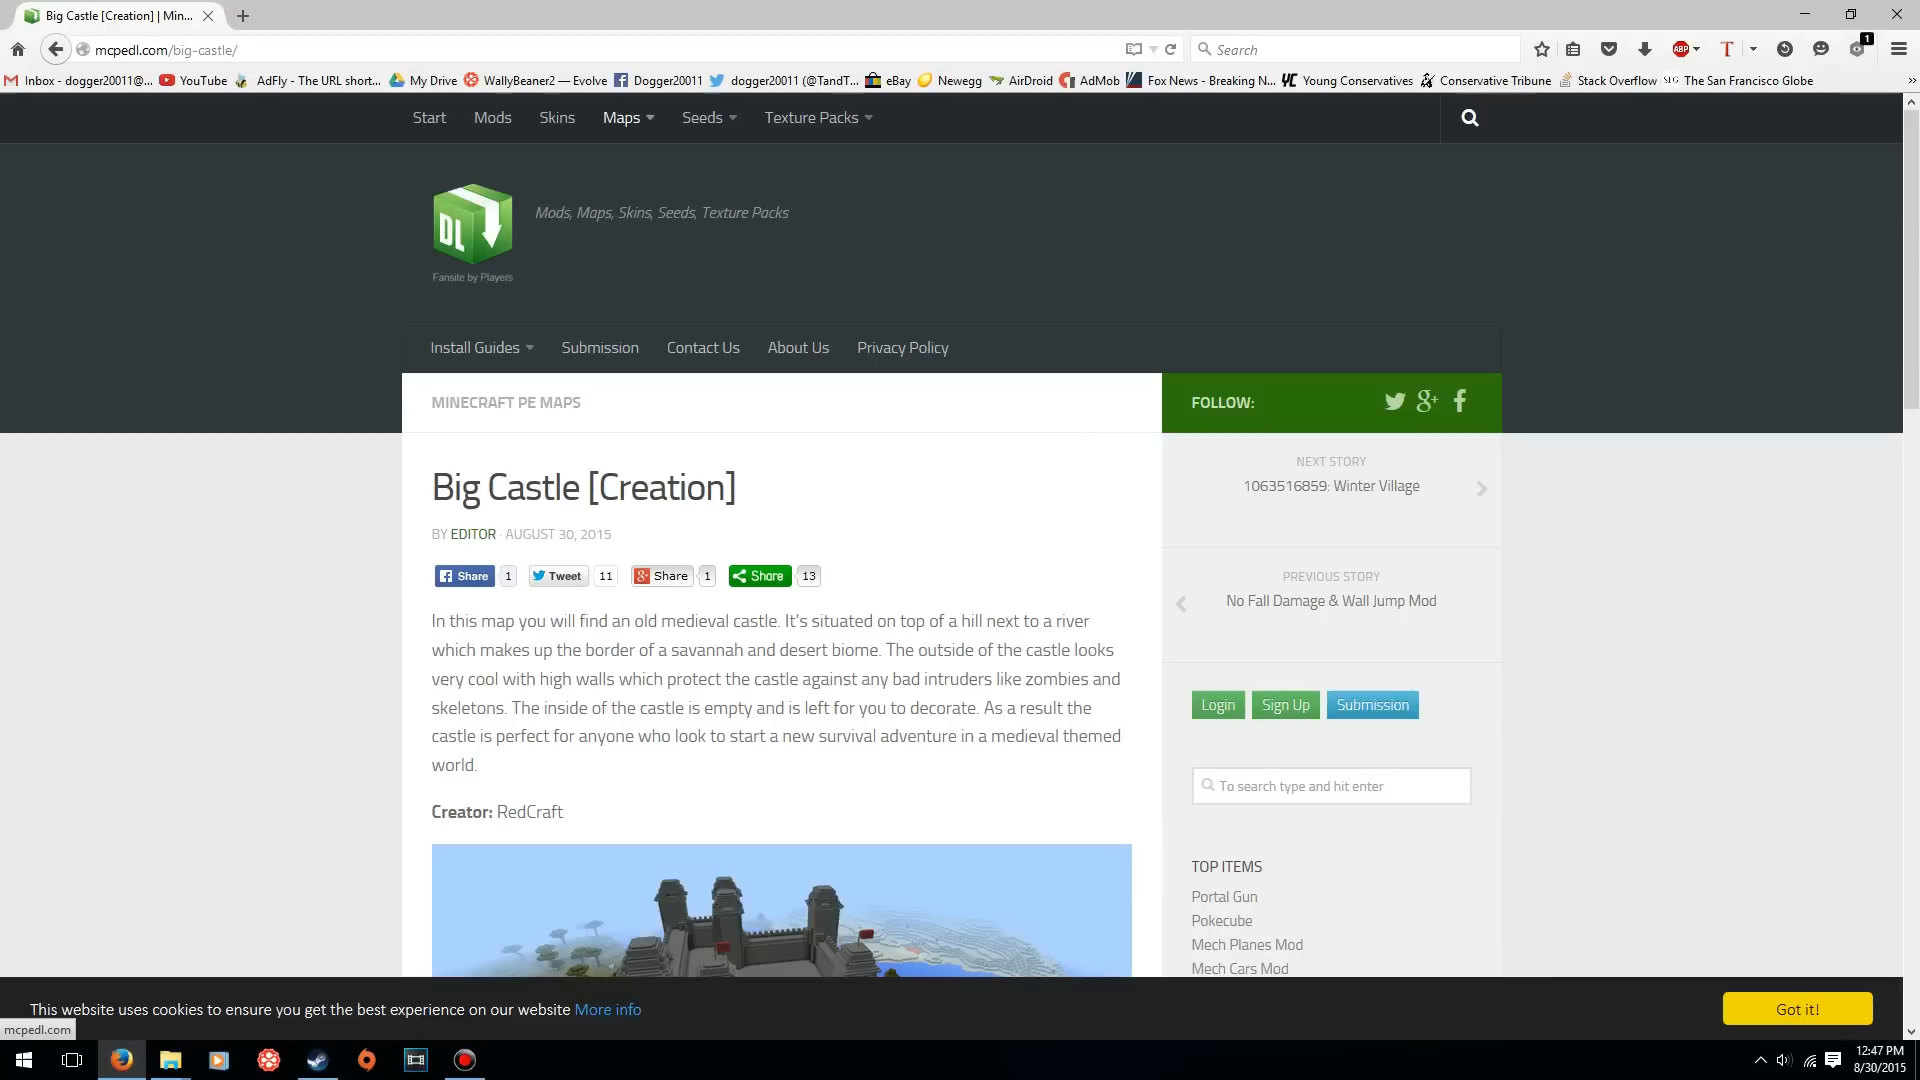 Big Castle [Creation] | Min...
mcpedl.com/big-castle/
Search
ABP
T
1
Inbox - dogger20011@...
YouTube
AdFly - The URL short...
My Drive
WallyBeaner2 — Evolve
Dogger20011
dogger20011 (@TandT...
eBay
Newegg
AirDroid
AdMob
Fox News - Breaking N...
Young Conservatives
Conservative Tribune
Stack Overflow
The San Francisco Globe
Start
Mods
Skins
Maps
Seeds
Texture Packs
DL
Fansite by Players
Mods, Maps, Skins, Seeds, Texture Packs
Install Guides
Submission
Contact Us
About Us
Privacy Policy
MINECRAFT PE MAPS
FOLLOW:
Big Castle [Creation]
BY EDITOR · AUGUST 30, 2015
Share 1
Tweet 11
Share 1
Share 13
In this map you will find an old medieval castle. It's situated on top of a hill next to a river
which makes up the border of a savannah and desert biome. The outside of the castle looks
very cool with high walls which protect the castle against any bad intruders like zombies and
skeletons. The inside of the castle is empty and is left for you to decorate. As a result the
castle is perfect for anyone who look to start a new survival adventure in a medieval themed
world.
Creator: RedCraft
NEXT STORY
1063516859: Winter Village
PREVIOUS STORY
No Fall Damage & Wall Jump Mod
Login
Sign Up
Submission
To search type and hit enter
TOP ITEMS
Portal Gun
Pokecube
Mech Planes Mod
Mech Cars Mod
This website uses cookies to ensure you get the best experience on our website More info
Got it!
mcpedl.com
12:47 PM
8/30/2015